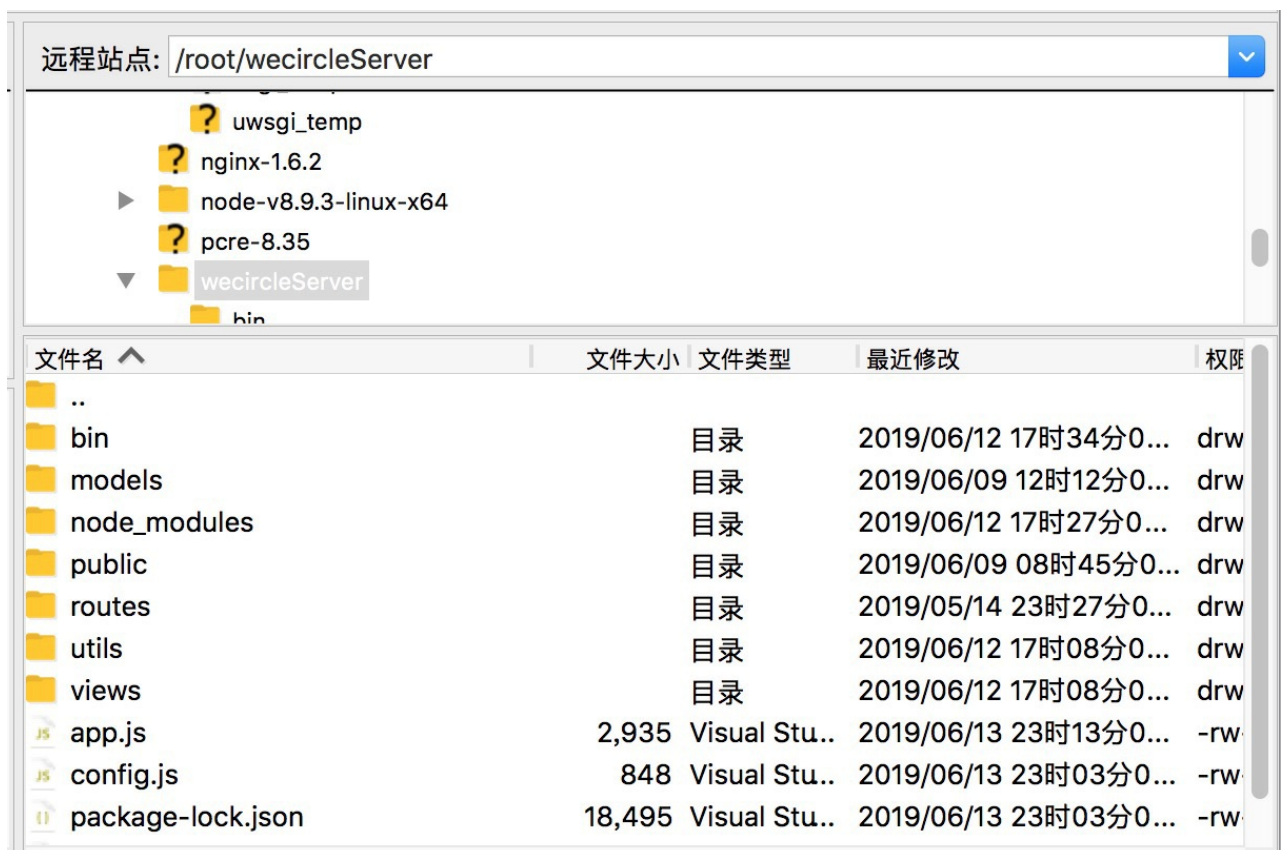 远程站点: /root/wecircleServer
uwsgi_temp
nginx-1.6.2
node-v8.9.3-linux-x64
pcre-8.35
wecircleServer
bin
文件名 文件大小 文件类型 最近修改 权限
..
bin 目录 2019/06/12 17时34分0... drw
models 目录 2019/06/09 12时12分0... drw
node_modules 目录 2019/06/12 17时27分0... drw
public 目录 2019/06/09 08时45分0... drw
routes 目录 2019/05/14 23时27分0... drw
utils 目录 2019/06/12 17时08分0... drw
views 目录 2019/06/12 17时08分0... drw
JS app.js 2,935 Visual Stu... 2019/06/13 23时13分0... -rw-
JS config.js 848 Visual Stu... 2019/06/13 23时03分0... -rw-
{} package-lock.json 18,495 Visual Stu... 2019/06/13 23时03分0... -rw-